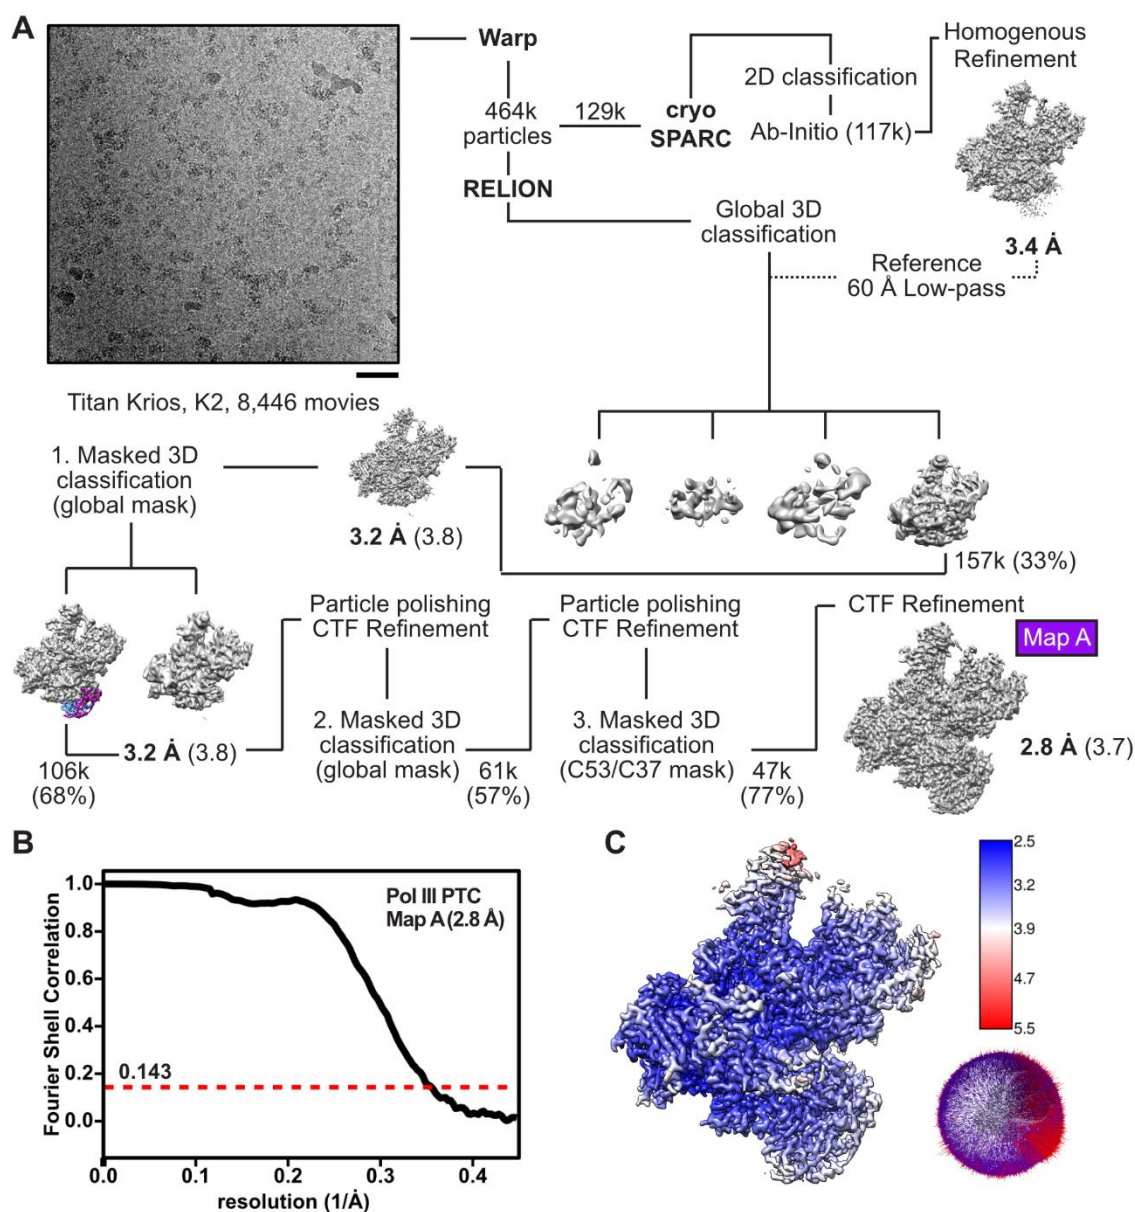 A
Warp
464k
particles
129k
cryo
SPARC
2D classification
Ab-Initio (117k)
Homogenous
Refinement
3.4 Å
RELION
Global 3D
classification
Reference
60 Å Low-pass
Titan Krios, K2, 8,446 movies
1. Masked 3D
classification
(global mask)
3.2 Å (3.8)
157k (33%)
106k
(68%)
3.2 Å (3.8)
Particle polishing
CTF Refinement
2. Masked 3D
classification
(global mask)
61k
(57%)
Particle polishing
CTF Refinement
3. Masked 3D
classification
(C53/C37 mask)
47k
(77%)
CTF Refinement
Map A
2.8 Å (3.7)
B
Fourier Shell Correlation
1.0
0.8
0.6
0.4
0.2
0.0
0.143
Pol III PTC
Map A (2.8 Å)
0.0
0.1
0.2
0.3
0.4
resolution (1/Å)
C
2.5
3.2
3.9
4.7
5.5